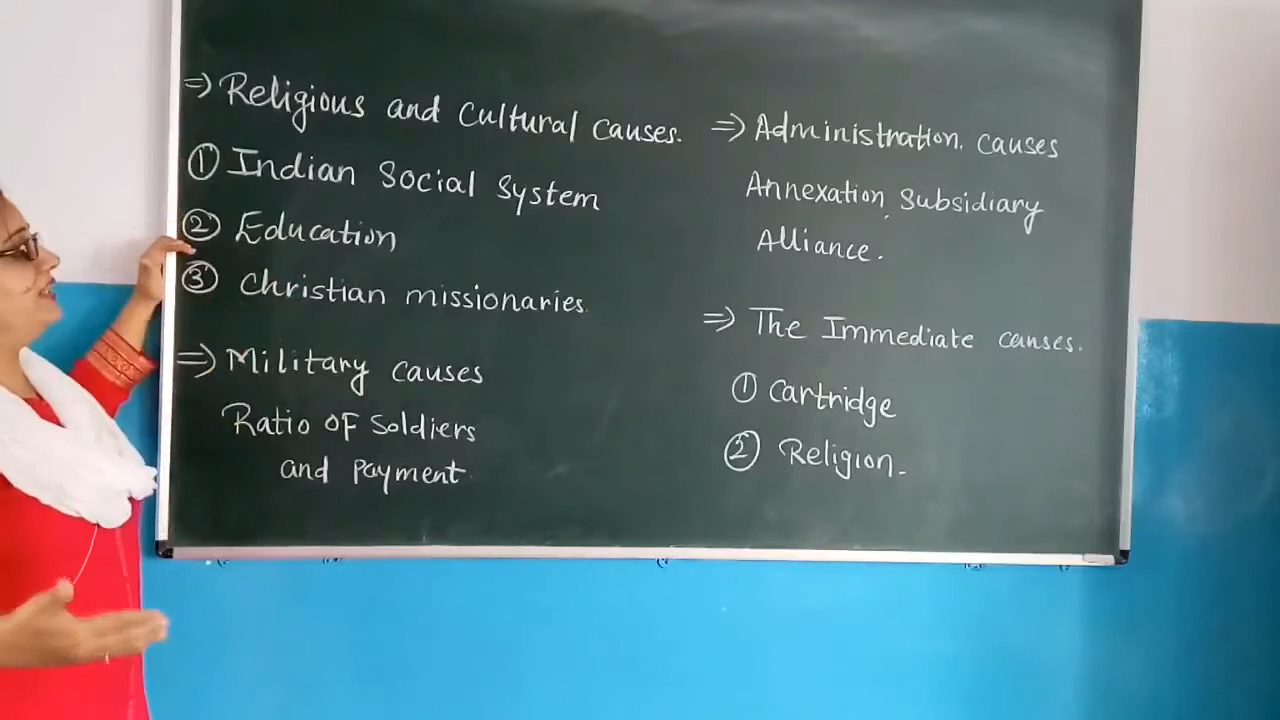 ⇒ Religious and Cultural causes.
① Indian Social System
② Education
③ Christian missionaries
⇒ Military causes
Ratio OF Soldiers
and Payment
⇒ Administration. causes
Annexation, Subsidiary
Alliance.
⇒ The Immediate causes.
① Cartridge
② Religion.